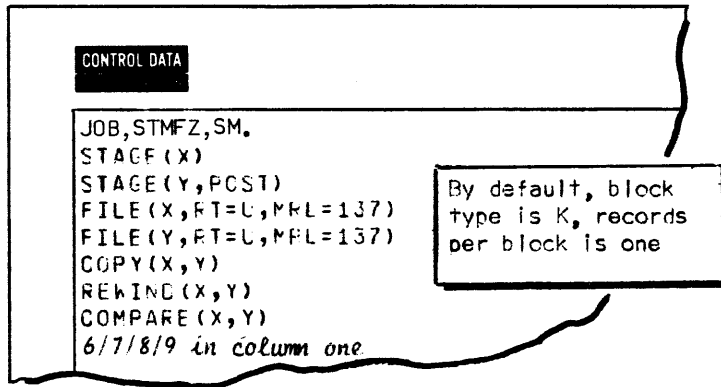 CONTROL DATA
JOB,STMFZ,SM.
STAGE(X)
STAGE(Y,POST)
FILE(X,RT=U,MRL=137)
FILE(Y,RT=U,MRL=137)
COPY(X,Y)
REWIND(X,Y)
COMPARE(X,Y)
6/7/8/9 in column one
By default, block
type is K, records
per block is one